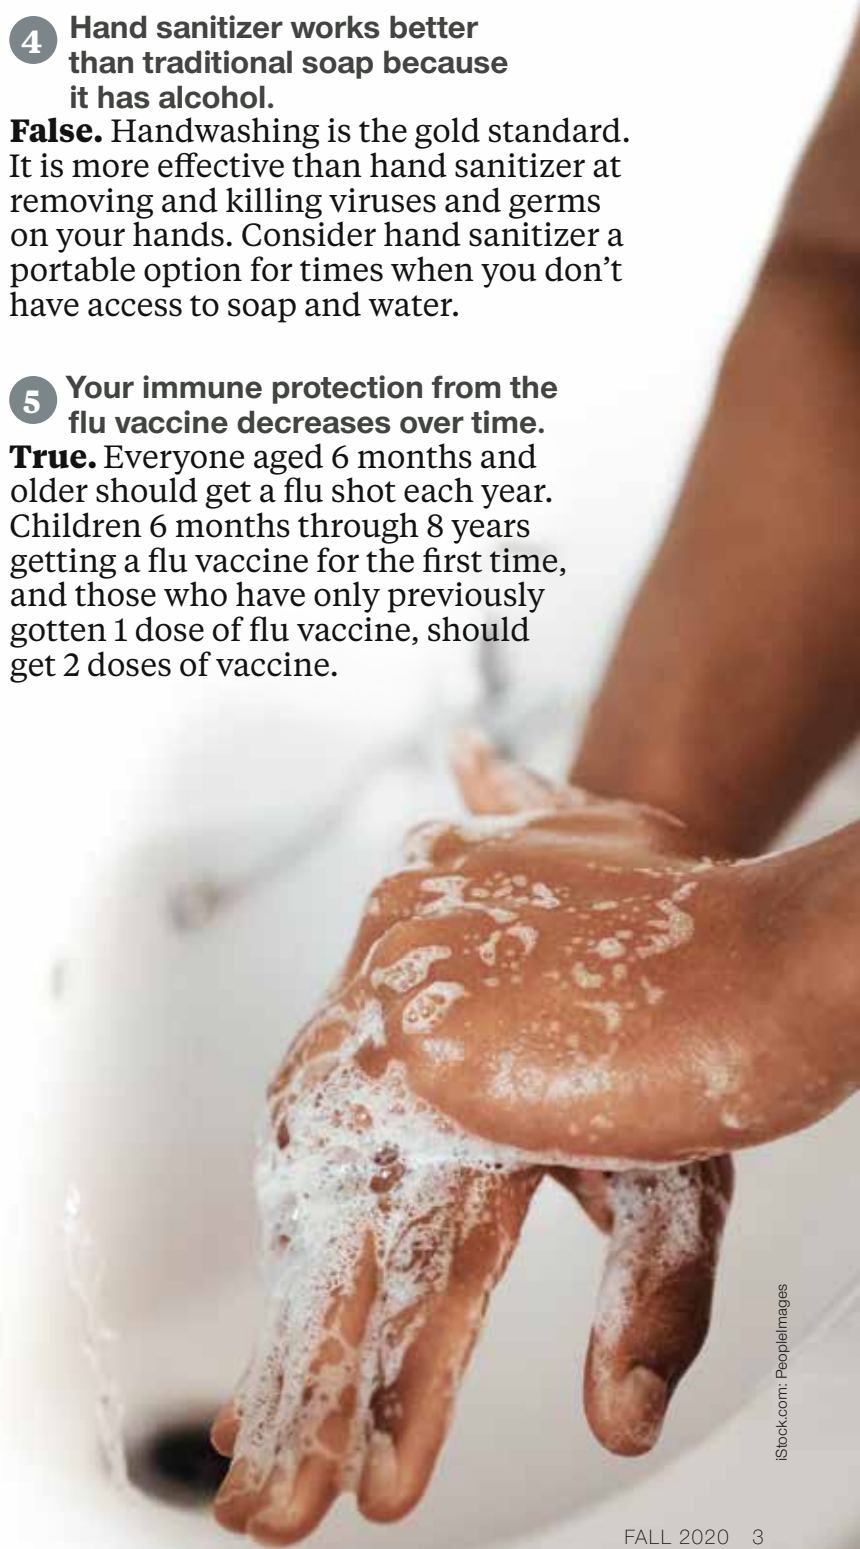 4 Hand sanitizer works better
than traditional soap because
it has alcohol.
False. Handwashing is the gold standard.
It is more effective than hand sanitizer at
removing and killing viruses and germs
on your hands. Consider hand sanitizer a
portable option for times when you don’t
have access to soap and water.
5 Your immune protection from the
flu vaccine decreases over time.
True. Everyone aged 6 months and
older should get a flu shot each year.
Children 6 months through 8 years
getting a flu vaccine for the first time,
and those who have only previously
gotten 1 dose of flu vaccine, should
get 2 doses of vaccine.
iStock.com: PeopleImages
FALL 2020 3